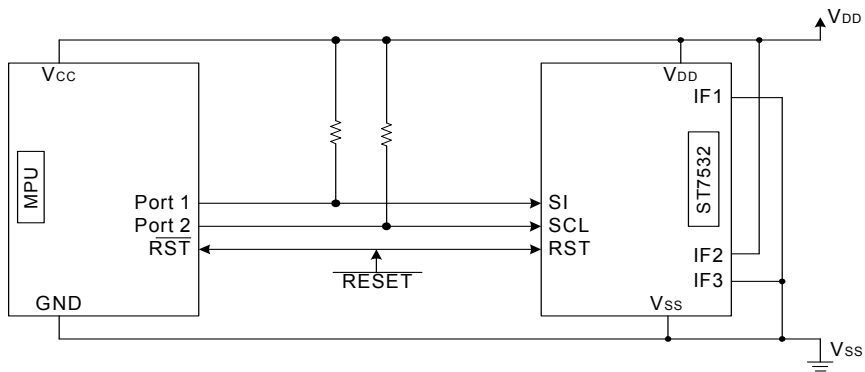 VDD
VCC
VDD
IF1
MPU
ST7532
Port 1
SI
Port 2
SCL
RST
RST
IF2
RESET
IF3
GND
VSS
VSS